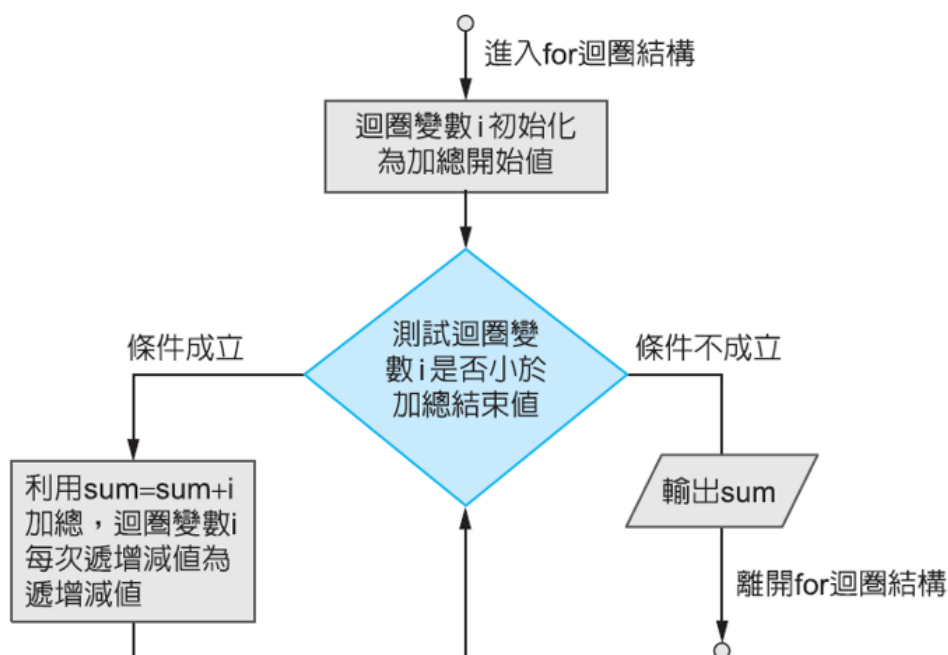 進入for迴圈結構
迴圈變數i初始化
為加總開始值
測試迴圈變
數i是否小於
加總結束值
條件成立
條件不成立
利用sum=sum+i
加總，迴圈變數i
每次遞增減值為
遞增減值
輸出sum
離開for迴圈結構